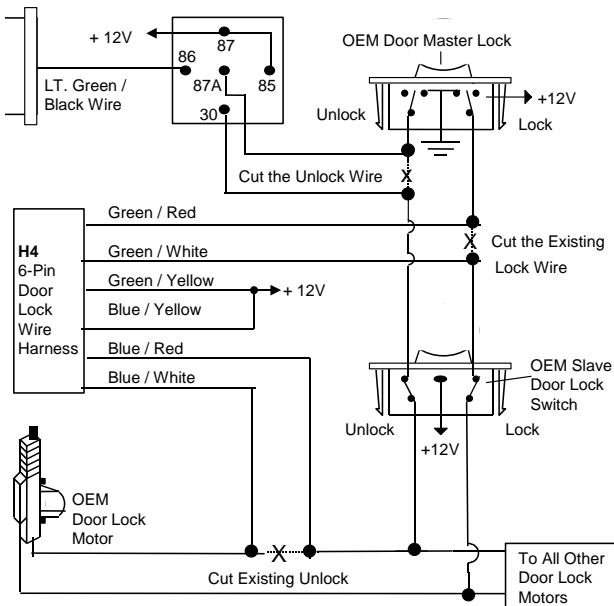 + 12V
87
86
87A
85
30
LT. Green /
Black Wire
OEM Door Master Lock
+12V
Unlock
Lock
X
Cut the Unlock Wire
H4
6-Pin
Door
Lock
Wire
Harness
Green / Red
Green / White
Green / Yellow
Blue / Yellow
Blue / Red
Blue / White
+ 12V
X
Cut the Existing
Lock Wire
OEM Slave
Door Lock
Switch
Unlock
Lock
+12V
OEM
Door Lock
Motor
X
Cut Existing Unlock
To All Other
Door Lock
Motors